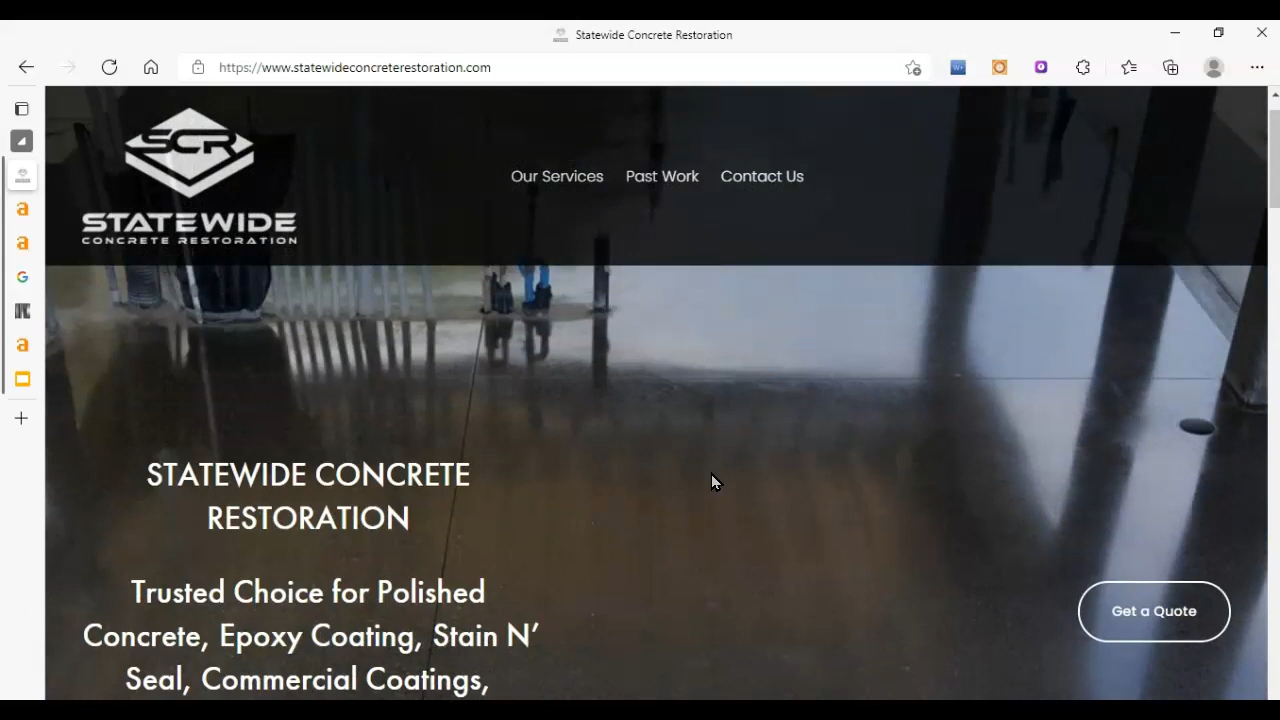 Statewide Concrete Restoration
https://www.statewideconcreterestoration.com
SCR
STATEWIDE
CONCRETE RESTORATION
Our Services Past Work Contact Us
STATEWIDE CONCRETE
RESTORATION
Trusted Choice for Polished
Concrete, Epoxy Coating, Stain N’
Seal, Commercial Coatings,
Get a Quote